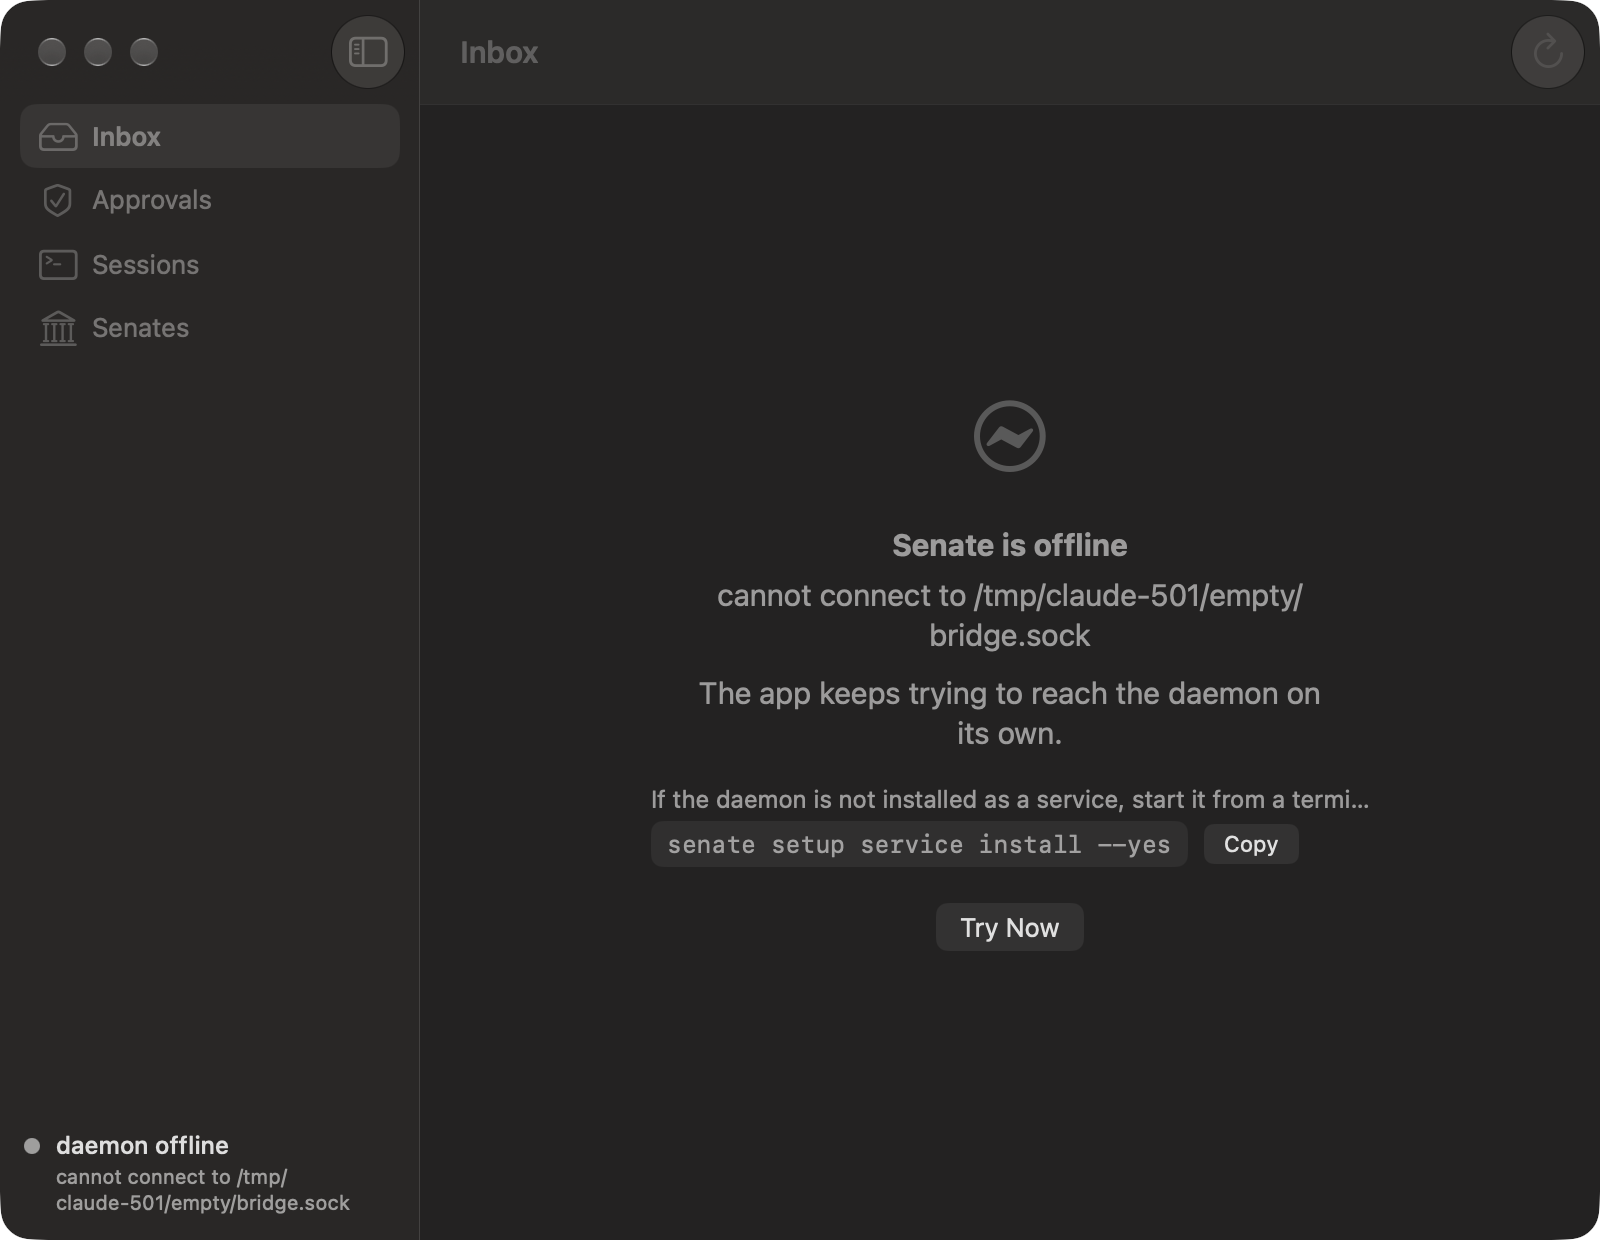 Inbox
Approvals
Sessions
Senates
daemon offline
cannot connect to /tmp/
claude-501/empty/bridge.sock
Inbox
Senate is offline
cannot connect to /tmp/claude-501/empty/
bridge.sock
The app keeps trying to reach the daemon on
its own.
If the daemon is not installed as a service, start it from a termi…
senate setup service install --yes
Copy
Try Now